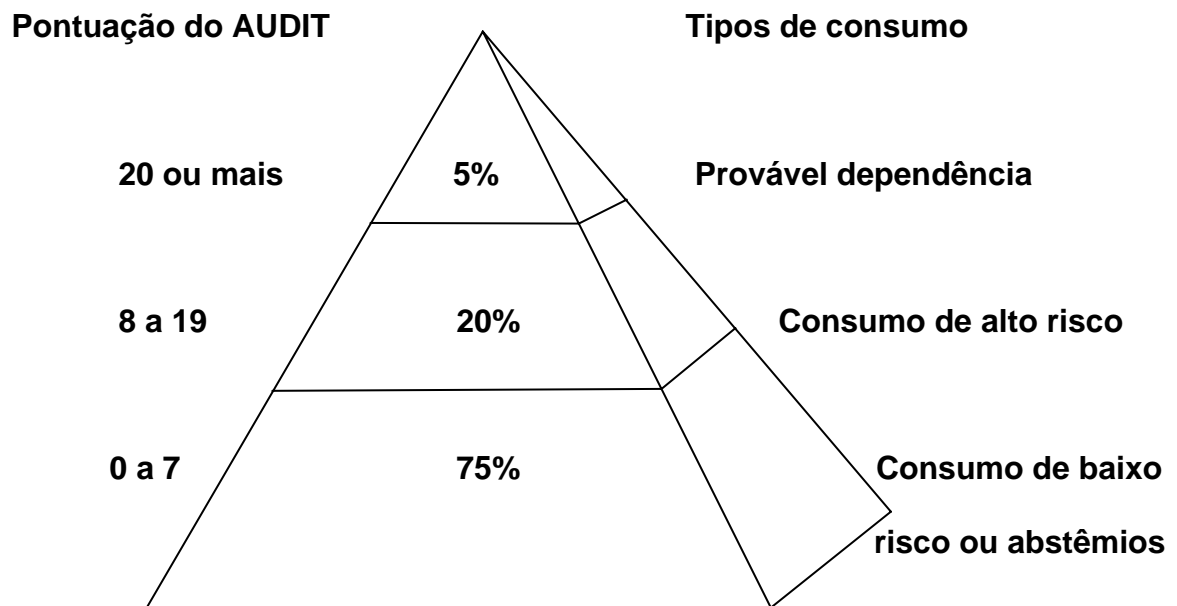 Pontuação do AUDIT Tipos de consumo
20 ou mais 5% Provável dependência
8 a 19 20% Consumo de alto risco
0 a 7 75% Consumo de baixo
risco ou abstêmios